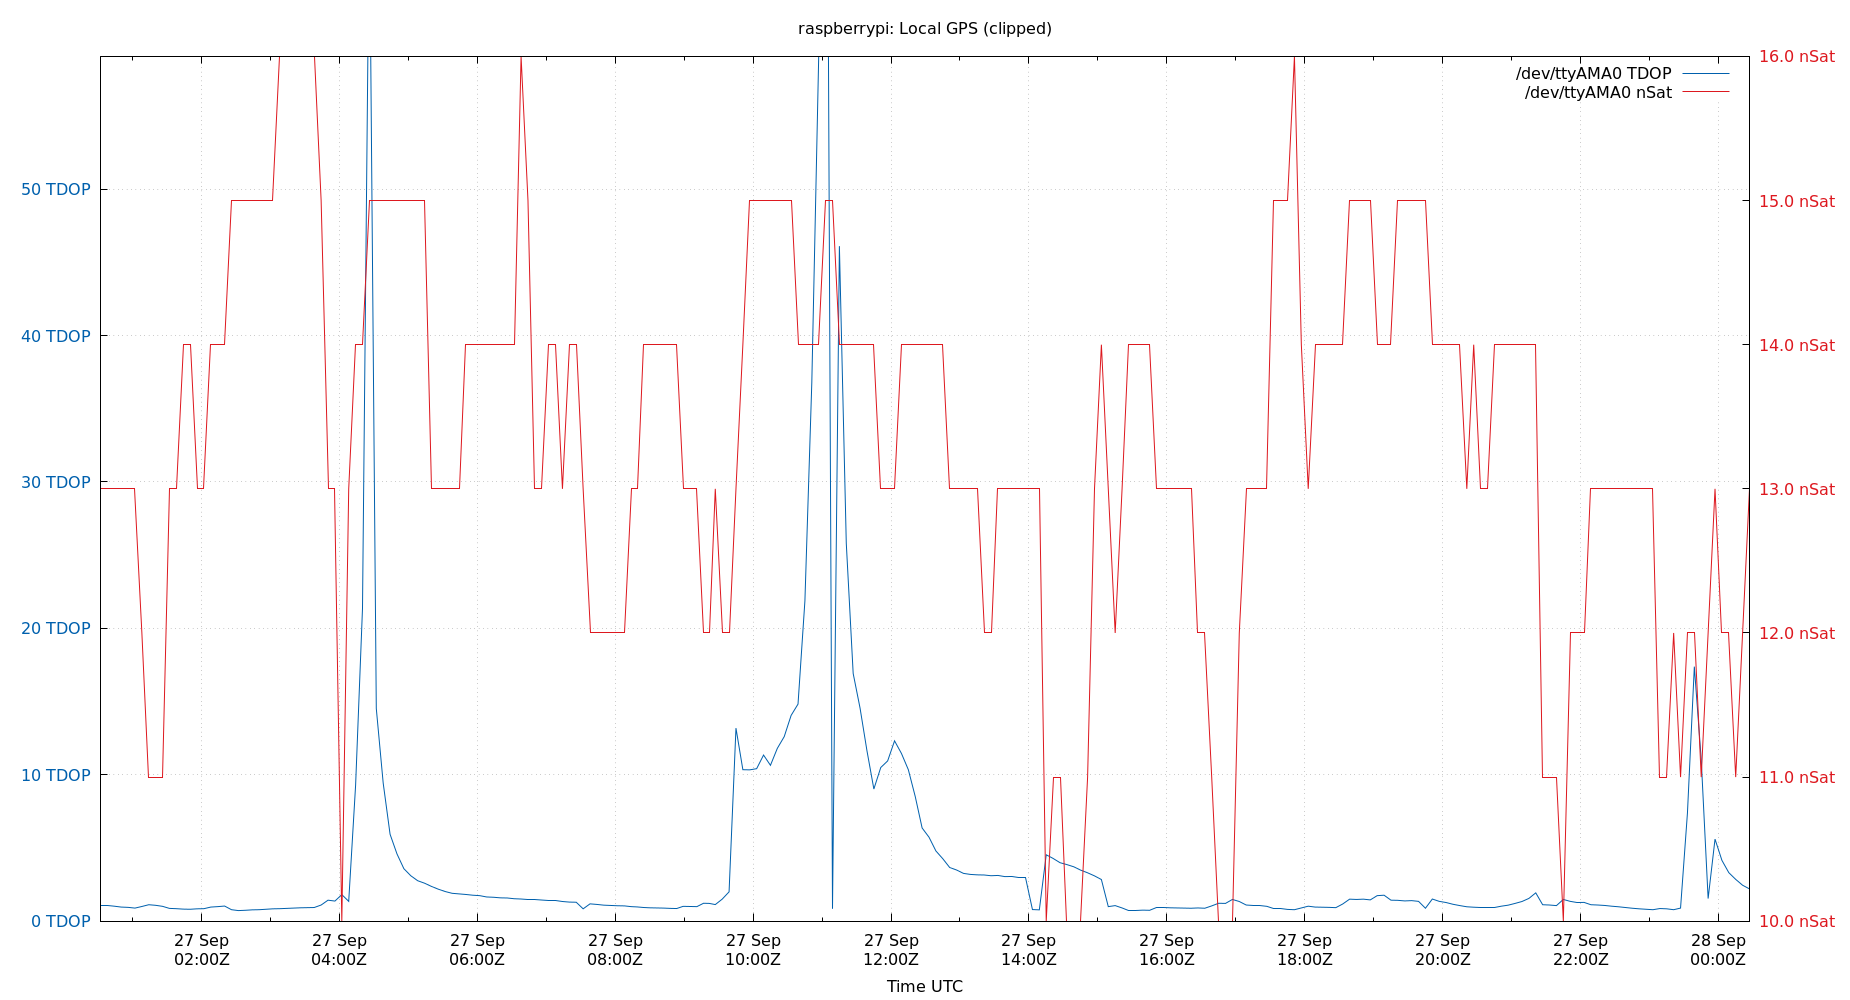 raspberrypi: Local GPS (clipped)
/dev/ttyAMA0 TDOP
/dev/ttyAMA0 nSat
50 TDOP
40 TDOP
30 TDOP
20 TDOP
10 TDOP
0 TDOP
16.0 nSat
15.0 nSat
14.0 nSat
13.0 nSat
12.0 nSat
11.0 nSat
10.0 nSat
27 Sep 27 Sep 27 Sep 27 Sep 27 Sep 27 Sep 27 Sep 27 Sep 27 Sep 27 Sep 27 Sep 28 Sep
02:00Z 04:00Z 06:00Z 08:00Z 10:00Z 12:00Z 14:00Z 16:00Z 18:00Z 20:00Z 22:00Z 00:00Z
Time UTC